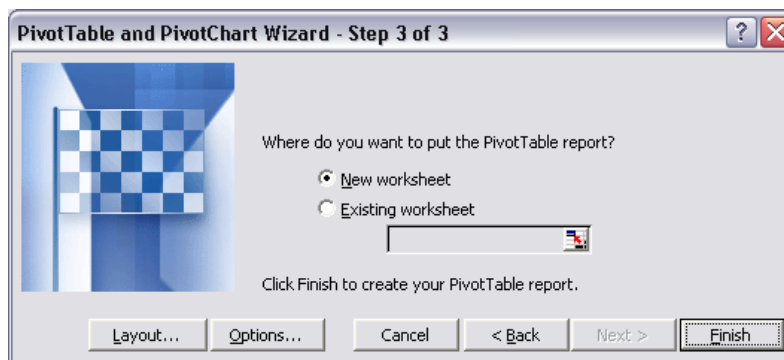 PivotTable and PivotChart Wizard - Step 3 of 3
?
Where do you want to put the PivotTable report?
New worksheet
Existing worksheet
Click Finish to create your PivotTable report.
Layout... Options... Cancel < Back Next > Finish